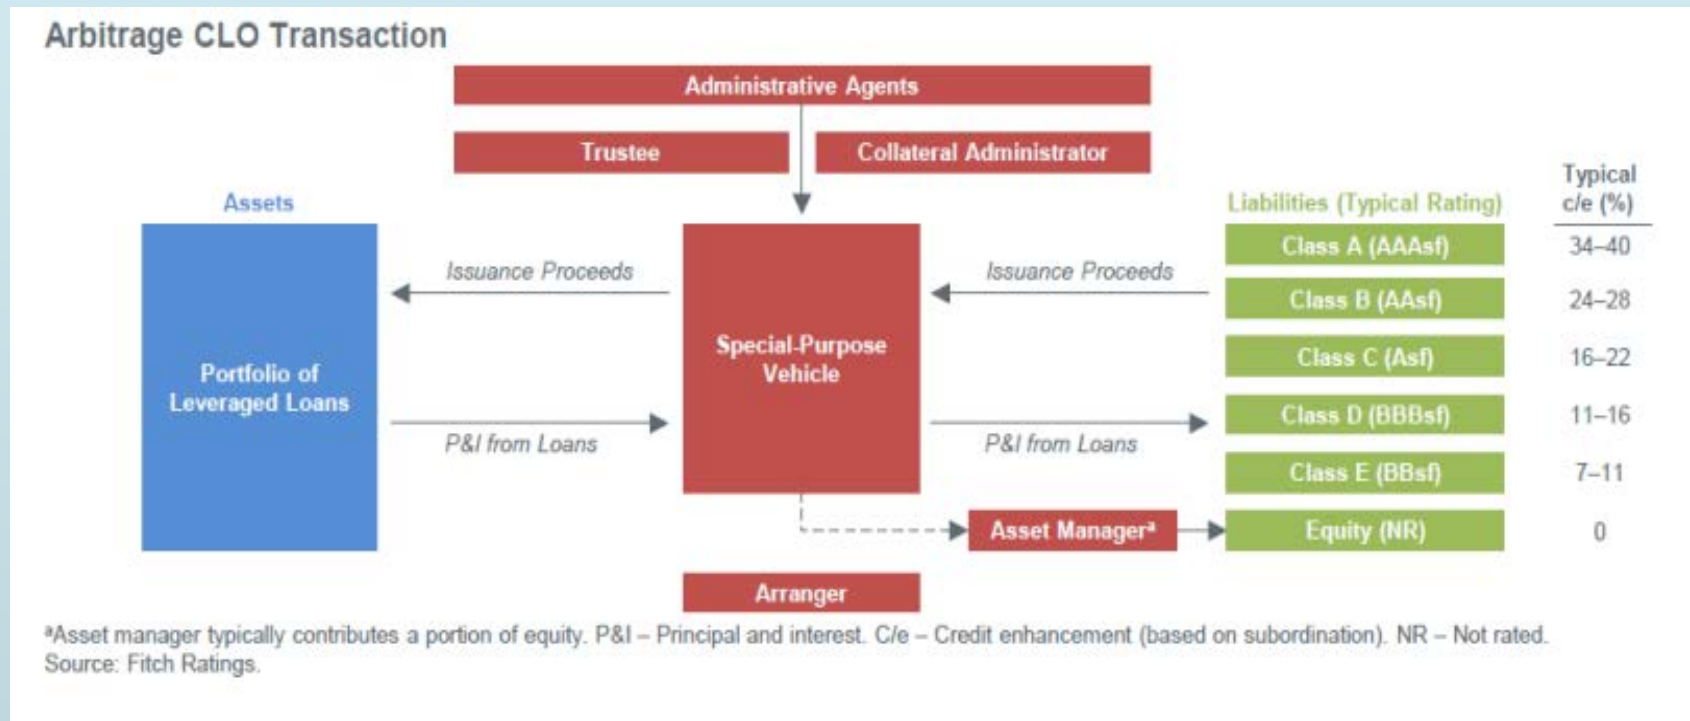 Arbitrage CLO Transaction
Administrative Agents
Trustee
Collateral Administrator
Assets
Liabilities (Typical Rating)
Typical
c/e (%)
Portfolio of
Leveraged Loans
Issuance Proceeds
P&I from Loans
Special-Purpose
Vehicle
Issuance Proceeds
P&I from Loans
Class A (AAAsf)
34–40
Class B (AAsf)
24–28
Class C (Asf)
16–22
Class D (BBBsf)
11–16
Class E (BBsf)
7–11
Asset Managerᵃ
Equity (NR)
0
Arranger
ᵃAsset manager typically contributes a portion of equity. P&I – Principal and interest. C/e – Credit enhancement (based on subordination). NR – Not rated.
Source: Fitch Ratings.